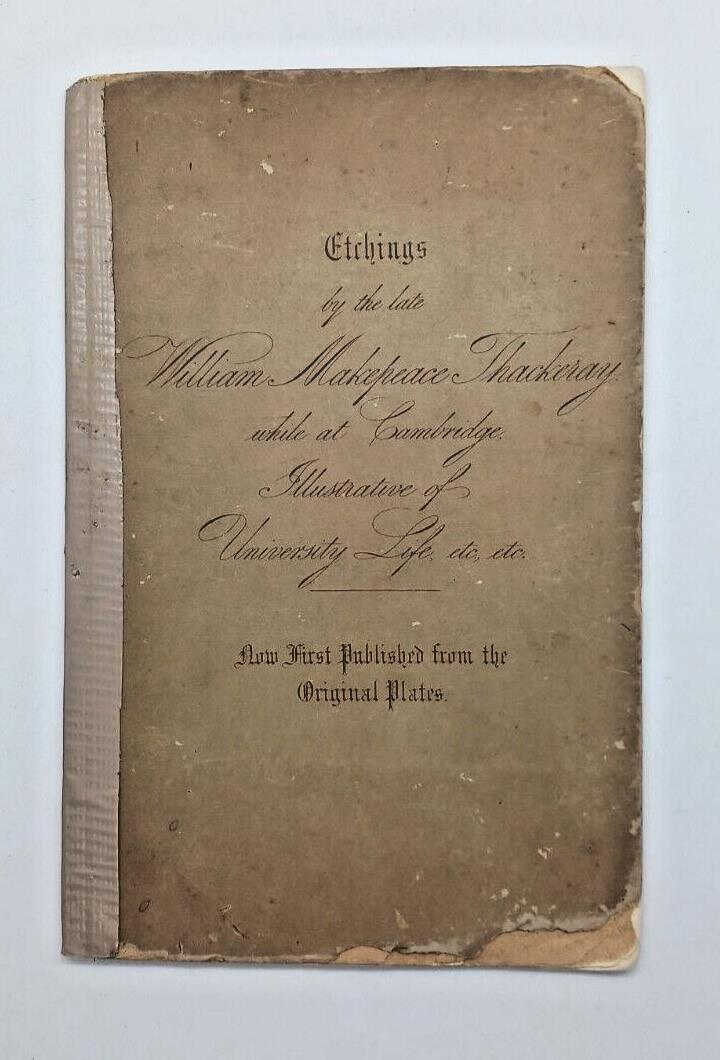 Etchings
by the late
William Makepeace Thackeray.
while at Cambridge.
Illustrative of
University Life, etc, etc.
Now First Published from the
Original Plates.